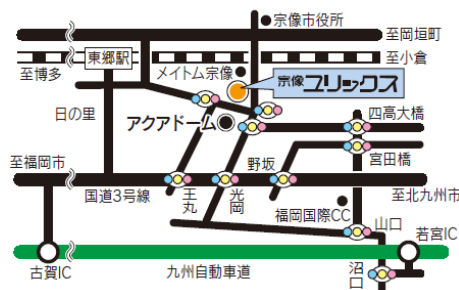 宗像市役所
至岡垣町
東郷駅
至博多
メイトム宗像
至小倉
宗像ユリックス
日の里
アクアドーム
四高大橋
宮田橋
至福岡市
野坂
国道3号線
王丸
光岡
至北九州市
福岡国際CC
山口
若宮IC
古賀IC
九州自動車道
沼口